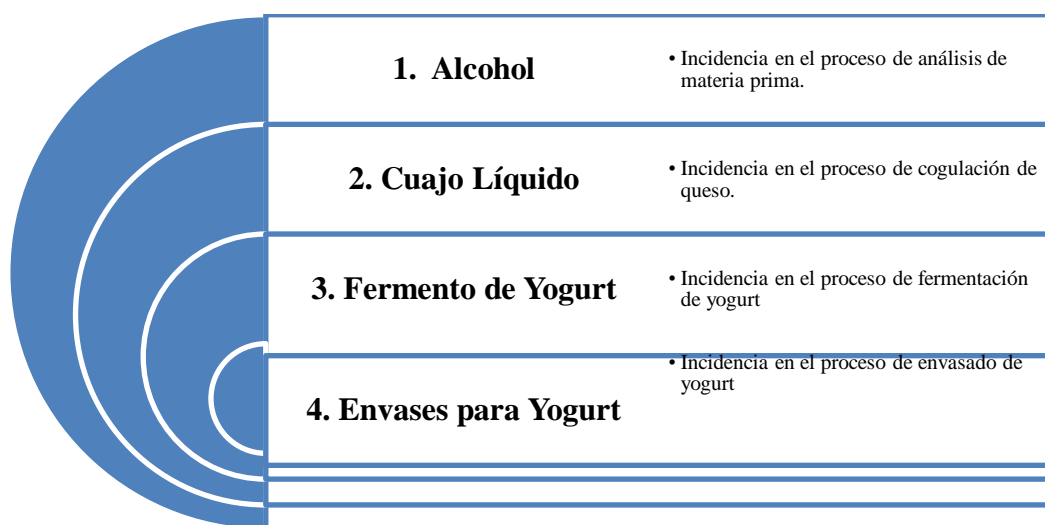 1. Alcohol
• Incidencia en el proceso de análisis de
materia prima.
2. Cuajo Líquido
• Incidencia en el proceso de cogulación de
queso.
3. Fermento de Yogurt
• Incidencia en el proceso de fermentación
de yogurt
4. Envases para Yogurt
• Incidencia en el proceso de envasado de
yogurt